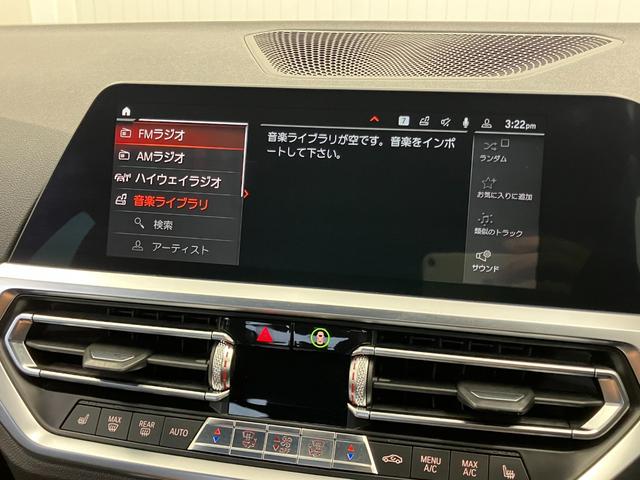 7
3:22pm
FMラジオ
AMラジオ
ハイウェイラジオ
音楽ライブラリ
検索
アーティスト
音楽ライブラリが空です。音楽をインポ
ートして下さい。
ランダム
お気に入りに追加
類似のトラック
サウンド
MAX
REAR
AUTO
MENU
A/C
MAX
A/C